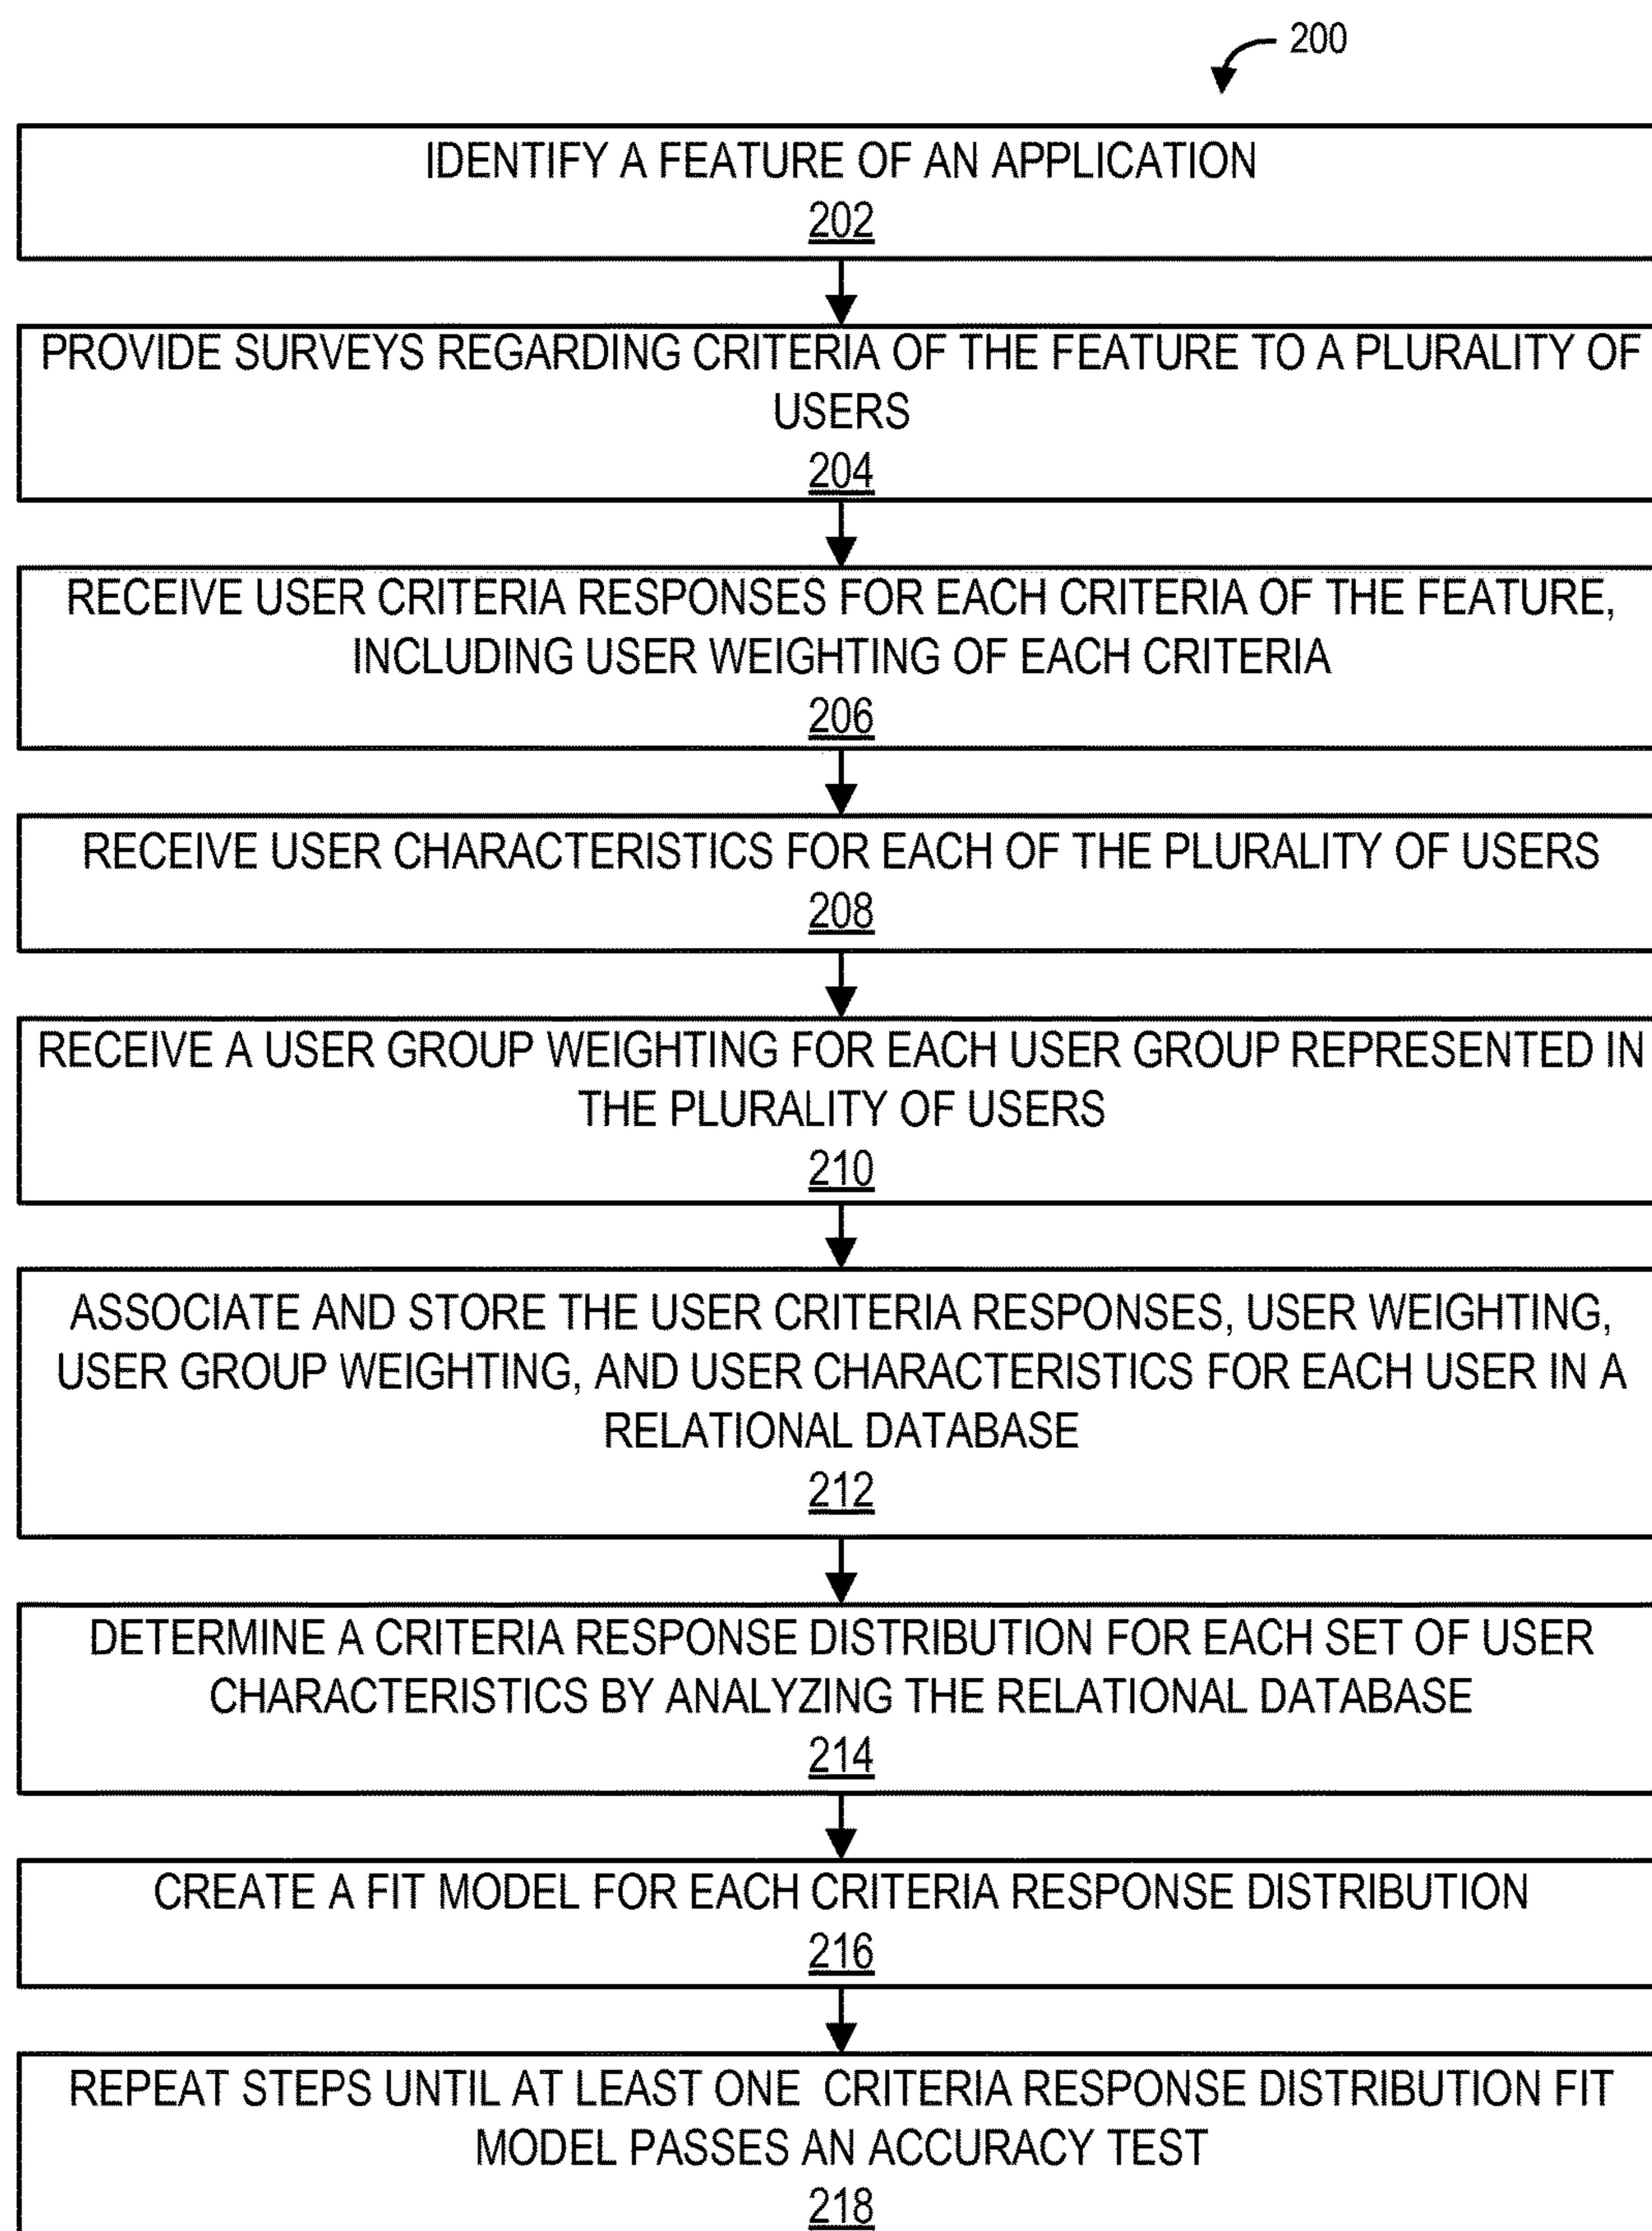 200
IDENTIFY A FEATURE OF AN APPLICATION
202
PROVIDE SURVEYS REGARDING CRITERIA OF THE FEATURE TO A PLURALITY OF
USERS
204
RECEIVE USER CRITERIA RESPONSES FOR EACH CRITERIA OF THE FEATURE,
INCLUDING USER WEIGHTING OF EACH CRITERIA
206
RECEIVE USER CHARACTERISTICS FOR EACH OF THE PLURALITY OF USERS
208
RECEIVE A USER GROUP WEIGHTING FOR EACH USER GROUP REPRESENTED IN
THE PLURALITY OF USERS
210
ASSOCIATE AND STORE THE USER CRITERIA RESPONSES, USER WEIGHTING,
USER GROUP WEIGHTING, AND USER CHARACTERISTICS FOR EACH USER IN A
RELATIONAL DATABASE
212
DETERMINE A CRITERIA RESPONSE DISTRIBUTION FOR EACH SET OF USER
CHARACTERISTICS BY ANALYZING THE RELATIONAL DATABASE
214
CREATE A FIT MODEL FOR EACH CRITERIA RESPONSE DISTRIBUTION
216
REPEAT STEPS UNTIL AT LEAST ONE CRITERIA RESPONSE DISTRIBUTION FIT
MODEL PASSES AN ACCURACY TEST
218